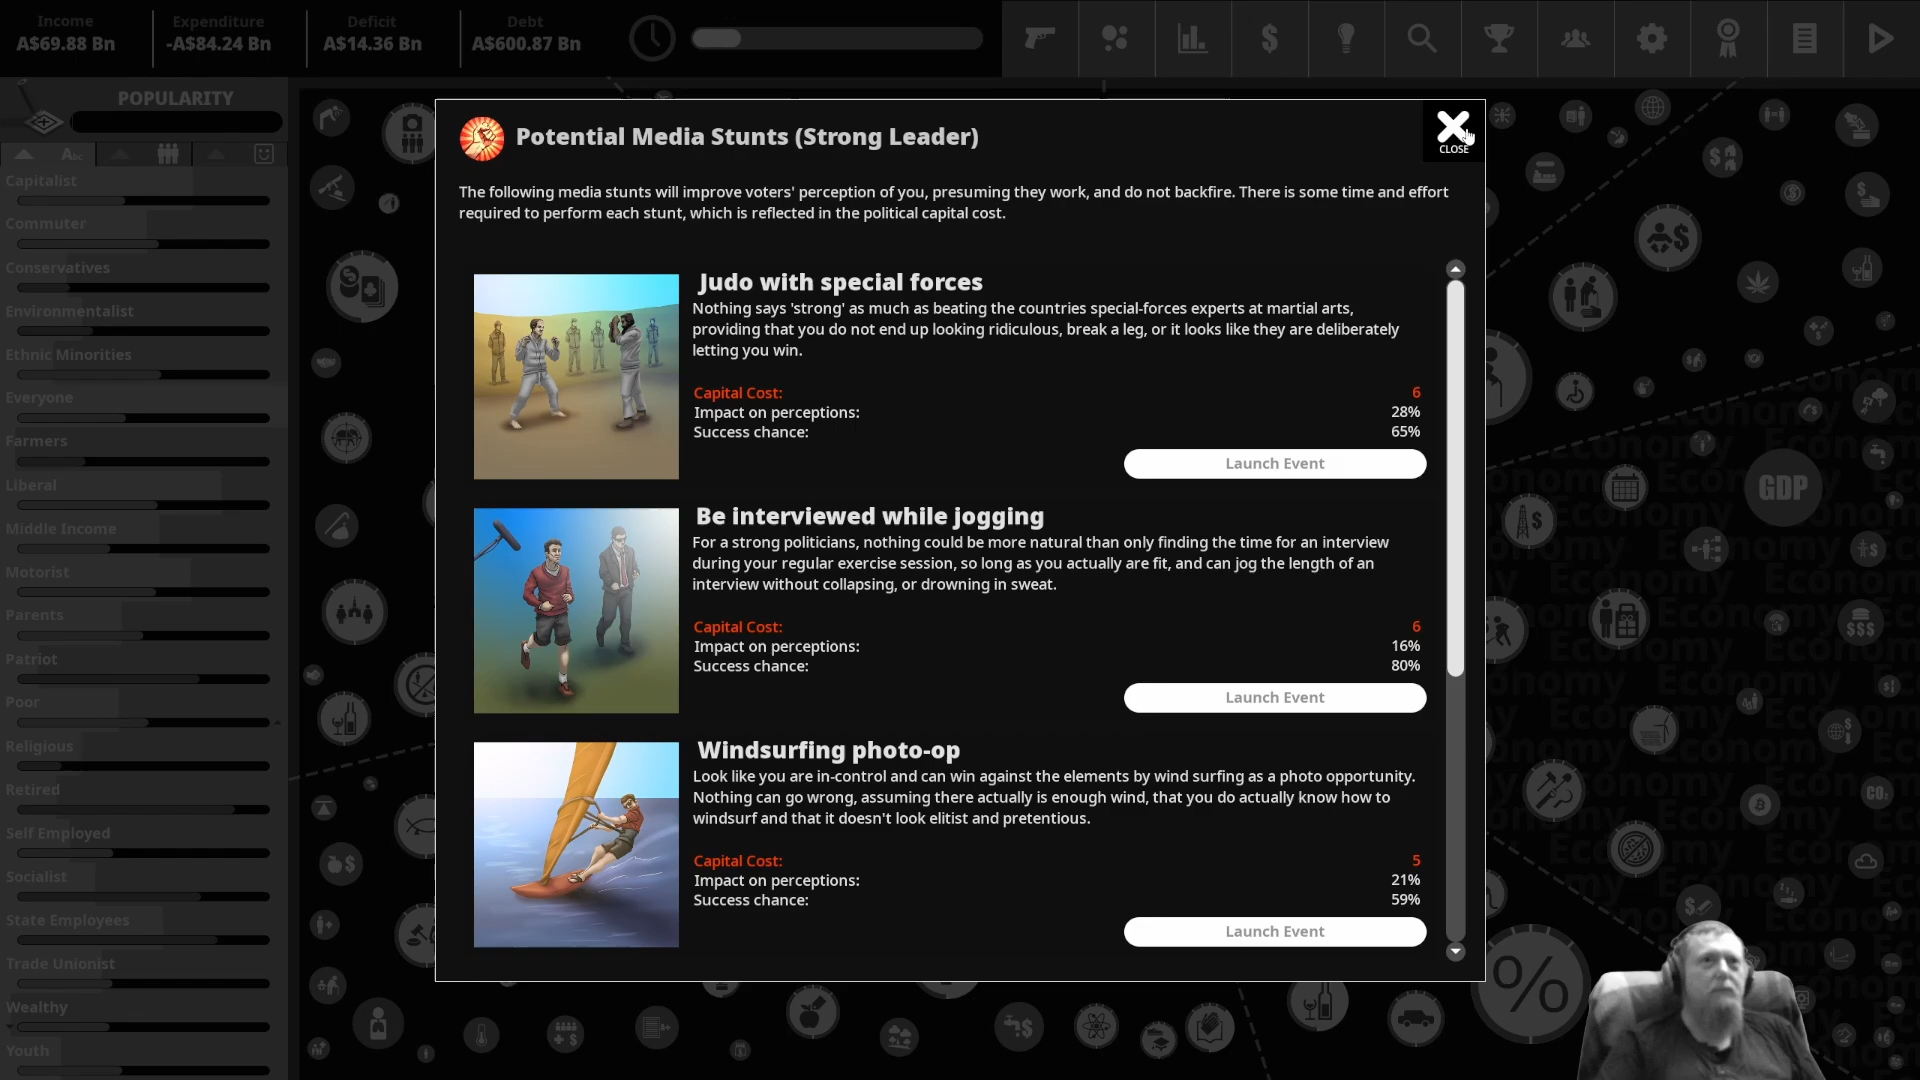 Income
A$69.88 Bn
Expenditure
-A$84.24 Bn
Deficit
A$14.36 Bn
Debt
A$600.87 Bn
POPULARITY
Abc
Capitalist
Commuter
Conservatives
Environmentalist
Ethnic Minorities
Everyone
Farmers
Liberal
Middle Income
Motorist
Parents
Patriot
Poor
Religious
Retired
Self Employed
Socialist
State Employees
Trade Unionist
Wealthy
Youth
Potential Media Stunts (Strong Leader)
CLOSE
The following media stunts will improve voters' perception of you, presuming they work, and do not backfire. There is some time and effort
required to perform each stunt, which is reflected in the political capital cost.
Judo with special forces
Nothing says 'strong' as much as beating the countries special-forces experts at martial arts,
providing that you do not end up looking ridiculous, break a leg, or it looks like they are deliberately
letting you win.
Capital Cost: 6
Impact on perceptions: 28%
Success chance: 65%
Launch Event
Be interviewed while jogging
For a strong politicians, nothing could be more natural than only finding the time for an interview
during your regular exercise session, so long as you actually are fit, and can jog the length of an
interview without collapsing, or drowning in sweat.
Capital Cost: 6
Impact on perceptions: 16%
Success chance: 80%
Launch Event
Windsurfing photo-op
Look like you are in-control and can win against the elements by wind surfing as a photo opportunity.
Nothing can go wrong, assuming there actually is enough wind, that you do actually know how to
windsurf and that it doesn't look elitist and pretentious.
Capital Cost: 5
Impact on perceptions: 21%
Success chance: 59%
Launch Event
GDP
Economy
$$$
CO₂
%